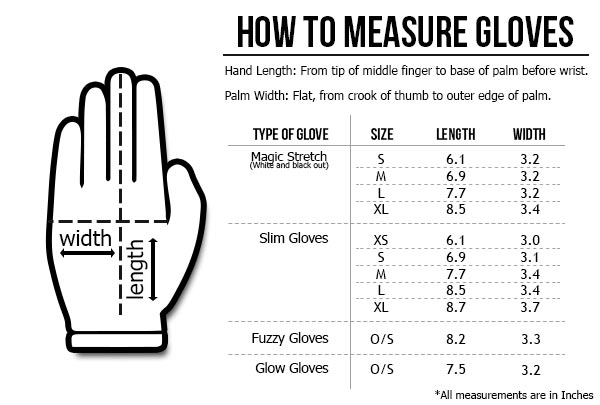 HOW TO MEASURE GLOVES
Hand Length: From tip of middle finger to base of palm before wrist.
Palm Width: Flat, from crook of thumb to outer edge of palm.
TYPE OF GLOVE SIZE LENGTH WIDTH
Magic Stretch S 6.1 3.2
(White and black out)
M 6.9 3.2
L 7.7 3.2
XL 8.5 3.4
Slim Gloves XS 6.1 3.0
S 6.9 3.1
M 7.7 3.4
L 8.5 3.4
XL 8.7 3.7
Fuzzy Gloves O/S 8.2 3.3
Glow Gloves O/S 7.5 3.2
*All measurements are in Inches
width
length